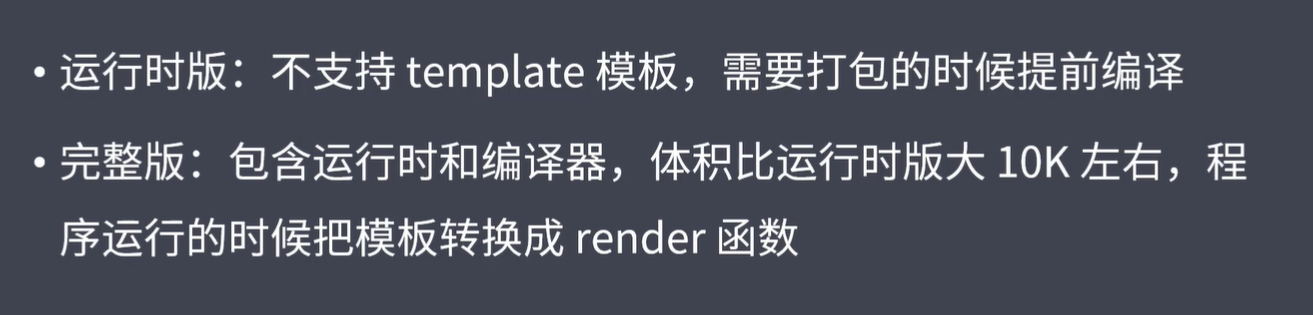 • 运行时版：不支持 template 模板，需要打包的时候提前编译
• 完整版：包含运行时和编译器，体积比运行时版大 10K 左右，程
序运行的时候把模板转换成 render 函数